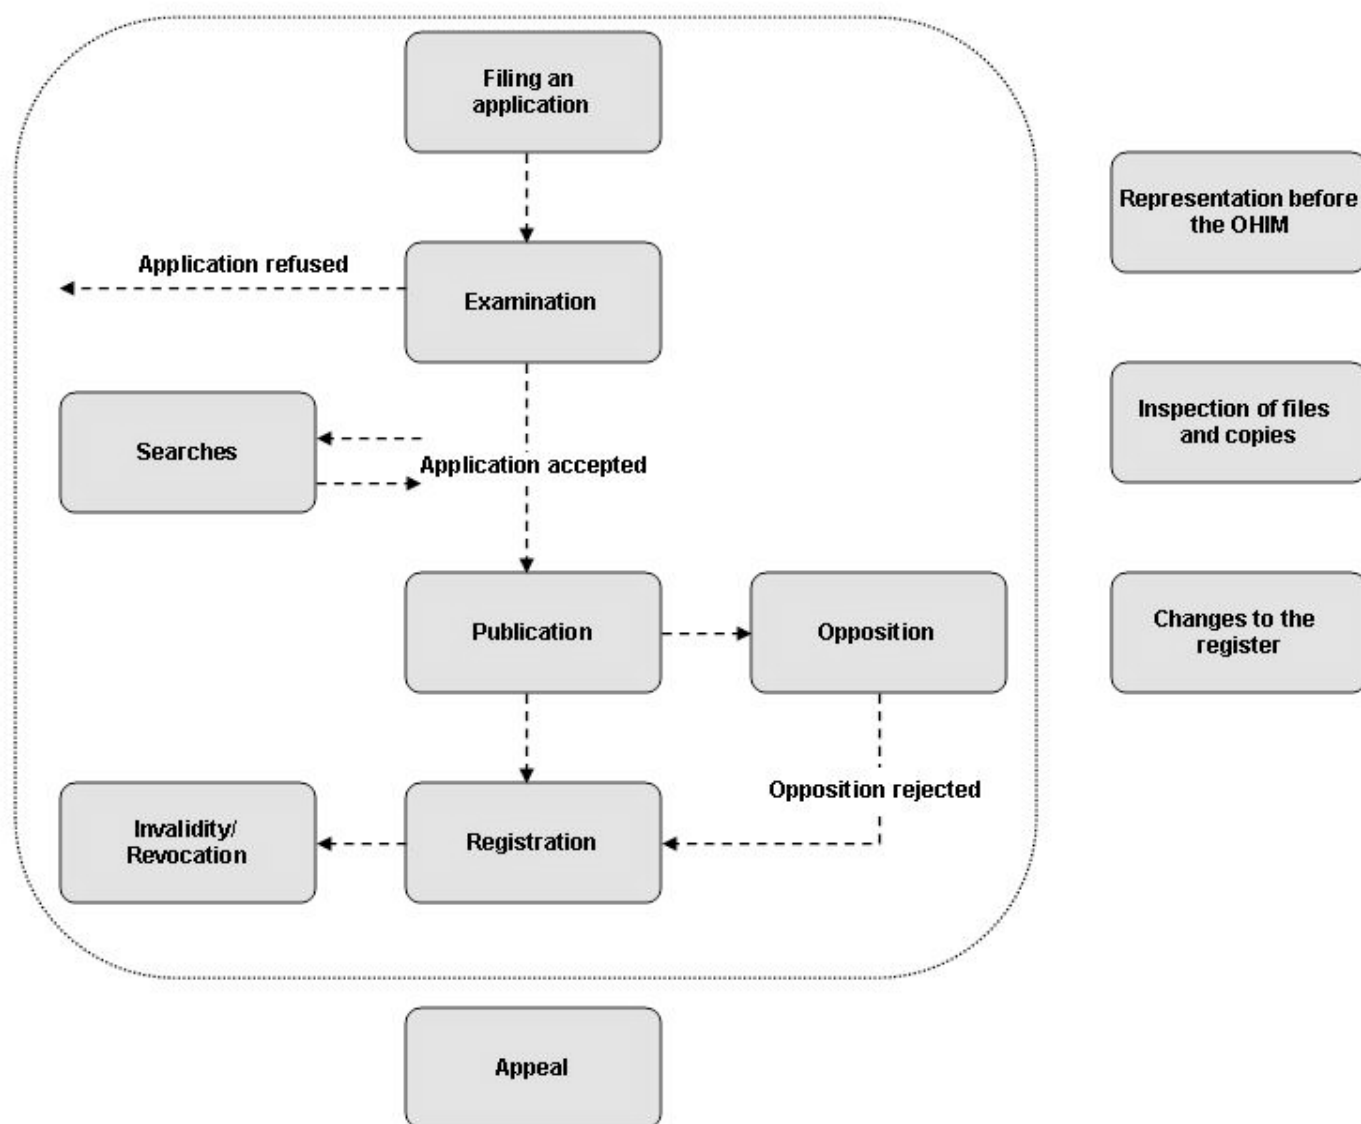 Filing an
application
Representation before
the OHIM
Application refused
Examination
Inspection of files
and copies
Searches
Application accepted
Publication
Opposition
Changes to the
register
Opposition rejected
Invalidity/
Revocation
Registration
Appeal